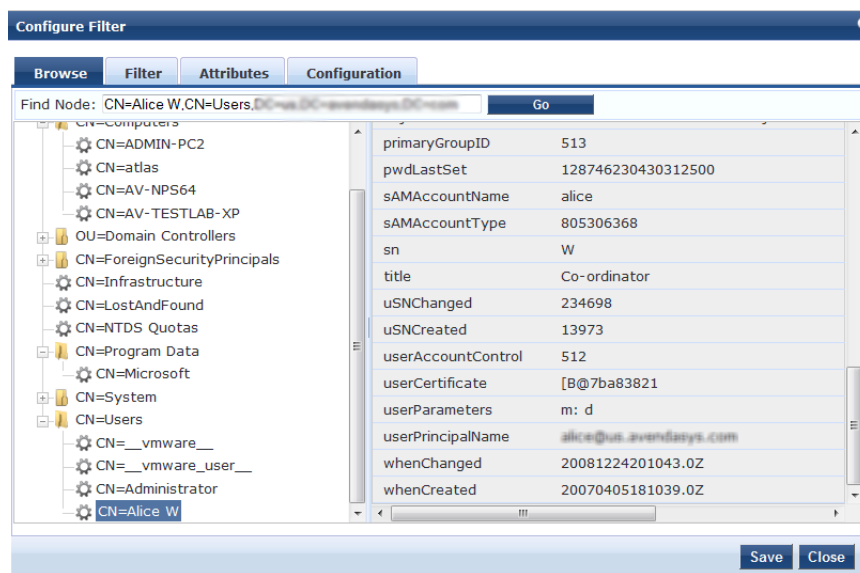 Configure Filter
Browse Filter Attributes Configuration
Find Node: CN=Alice W,CN=Users, Go
CN=Computers
CN=ADMIN-PC2
CN=atlas
CN=AV-NPS64
CN=AV-TESTLAB-XP
OU=Domain Controllers
CN=ForeignSecurityPrincipals
CN=Infrastructure
CN=LostAndFound
CN=NTDS Quotas
CN=Program Data
CN=Microsoft
CN=System
CN=Users
CN=__vmware__
CN=__vmware_user__
CN=Administrator
CN=Alice W
primaryGroupID 513
pwdLastSet 128746230430312500
sAMAccountName alice
sAMAccountType 805306368
sn W
title Co-ordinator
uSNChanged 234698
uSNCreated 13973
userAccountControl 512
userCertificate [B@7ba83821
userParameters m: d
userPrincipalName
whenChanged 20081224201043.0Z
whenCreated 20070405181039.0Z
Save Close